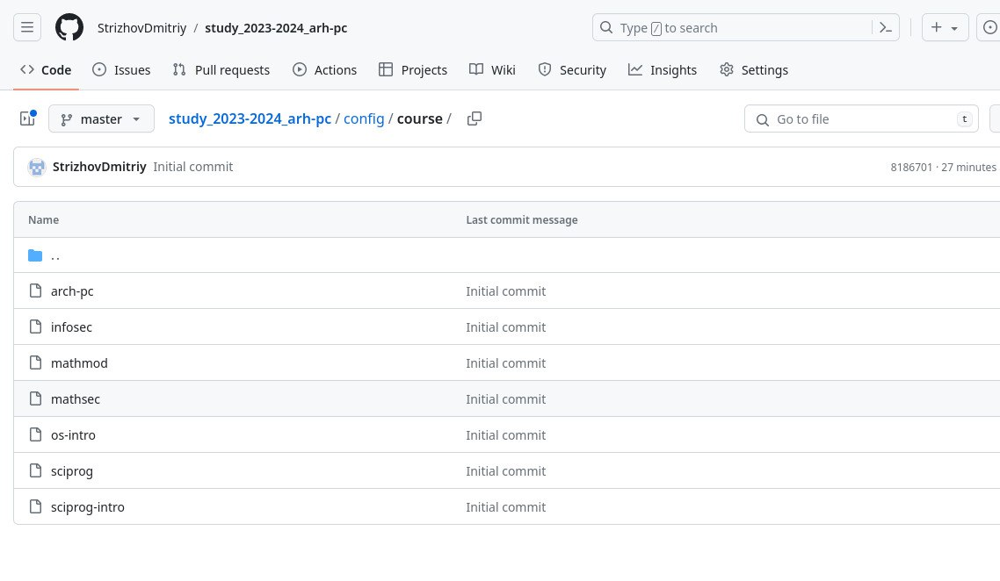 StrizhovDmitriy / study_2023-2024_arh-pc
Type / to search
Code Issues Pull requests Actions Projects Wiki Security Insights Settings
master study_2023-2024_arh-pc / config / course /
Go to file t
StrizhovDmitriy Initial commit 8186701 · 27 minutes
Name Last commit message
..
arch-pc Initial commit
infosec Initial commit
mathmod Initial commit
mathsec Initial commit
os-intro Initial commit
sciprog Initial commit
sciprog-intro Initial commit